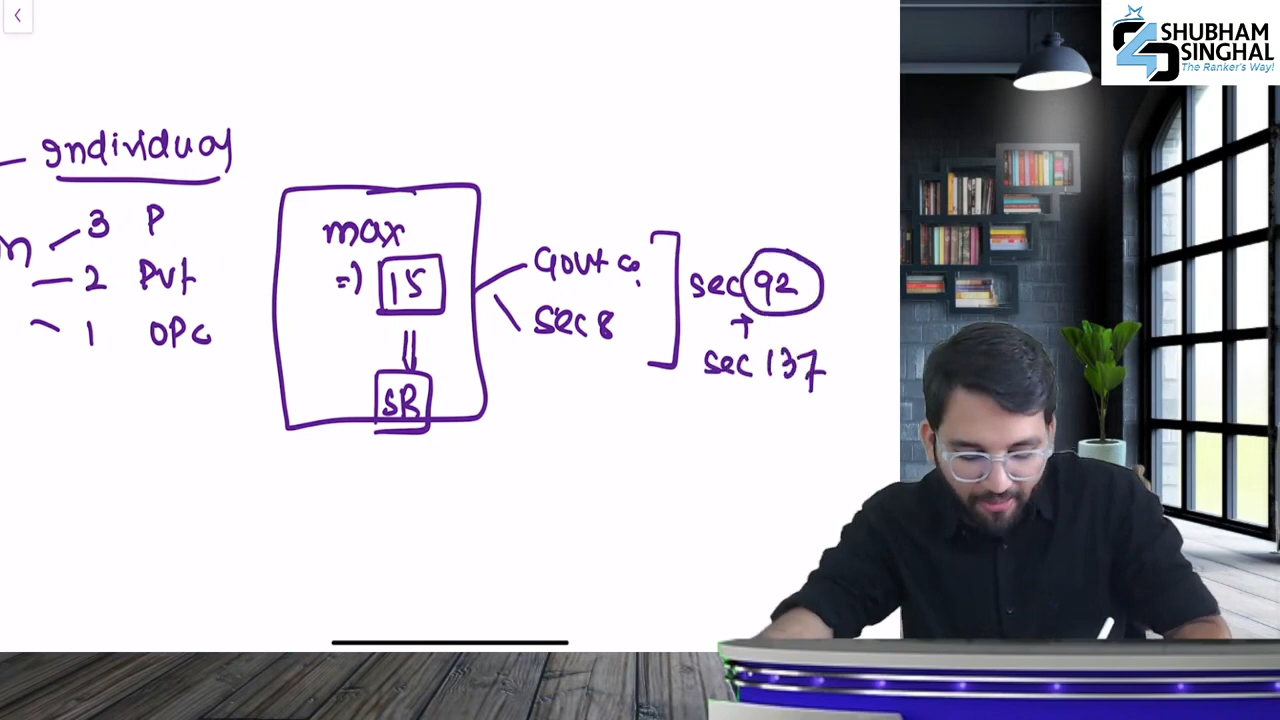 SHUBHAM
SINGHAL
The Ranker's Way!
Individual
3 P
2 Pvt
1 OPC
max
=) 15
SR
Govt co.
Sec 8
sec 92
+
sec 137